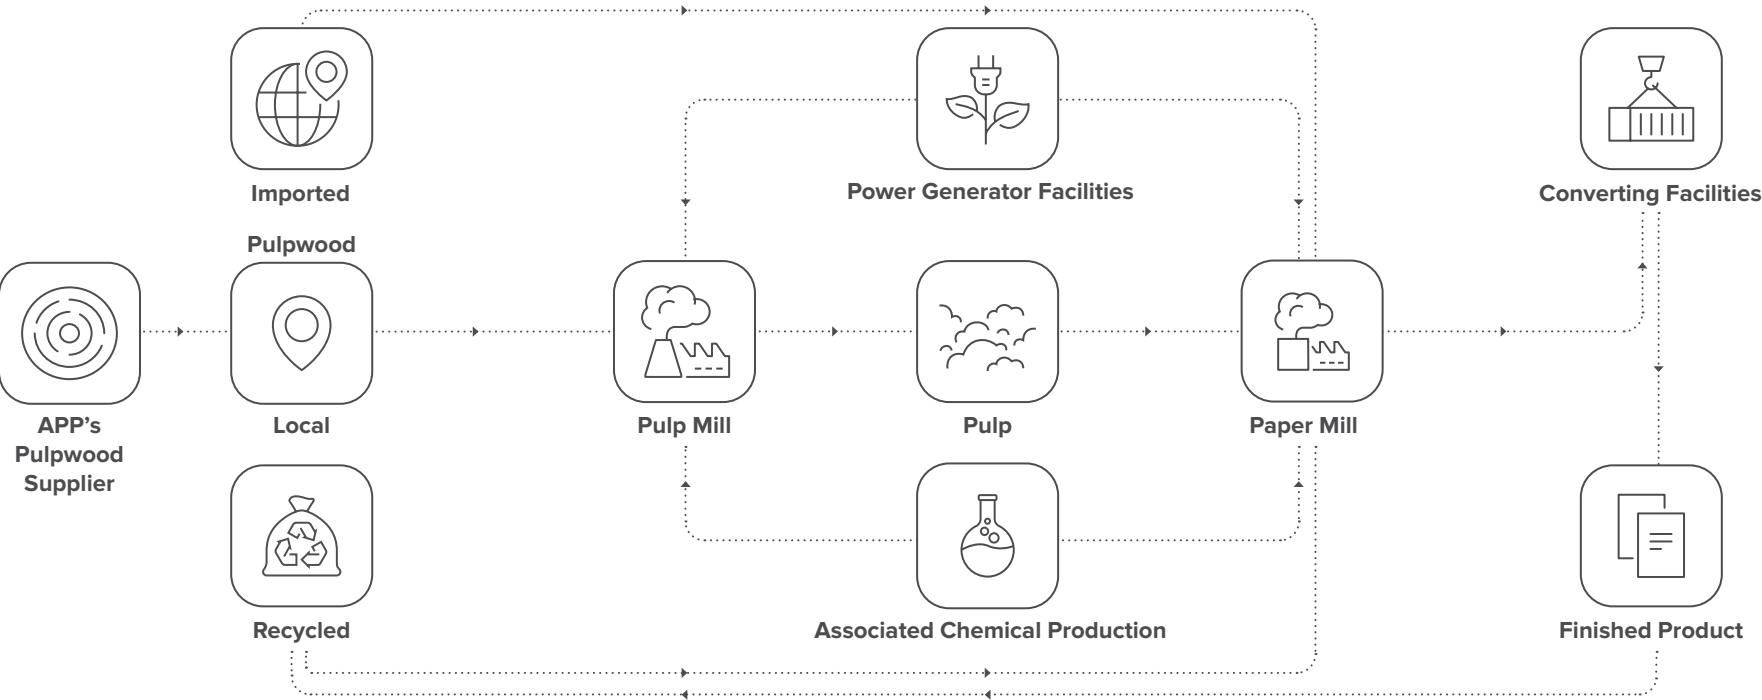 Imported
Power Generator Facilities
Converting Facilities
Pulpwood
APP’s
Pulpwood
Supplier
Local
Pulp Mill
Pulp
Paper Mill
Recycled
Associated Chemical Production
Finished Product